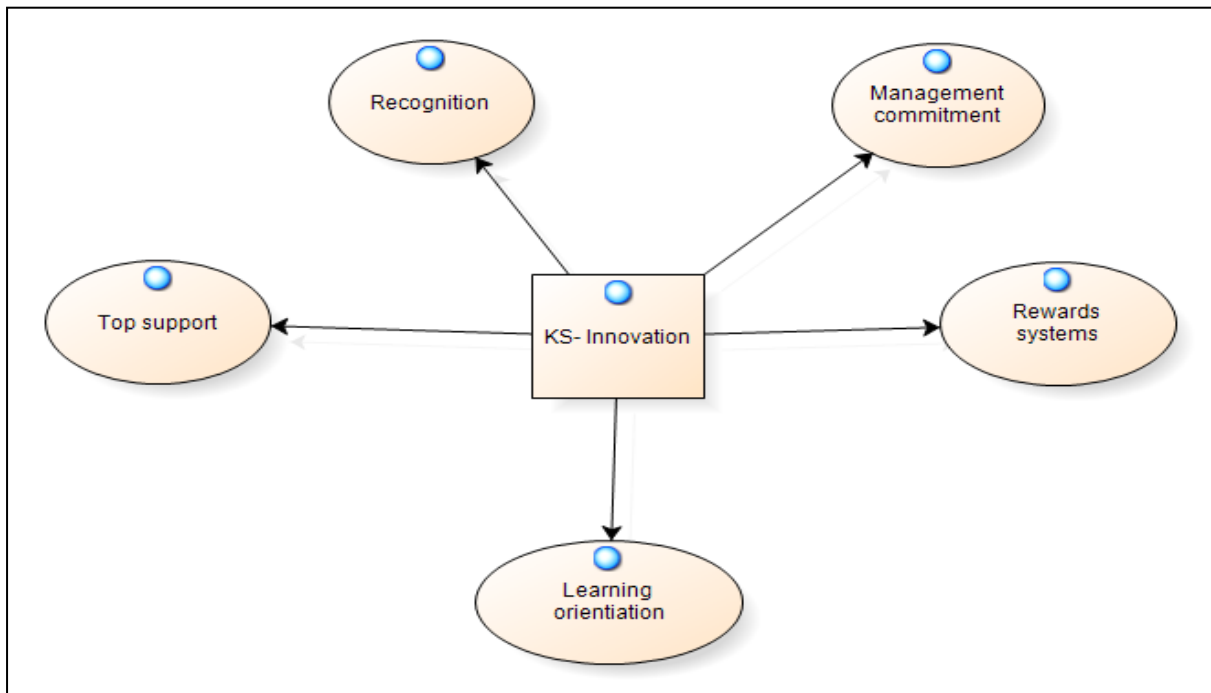 Recognition
Management
commitment
Top support
KS- Innovation
Rewards
systems
Learning
orientiation